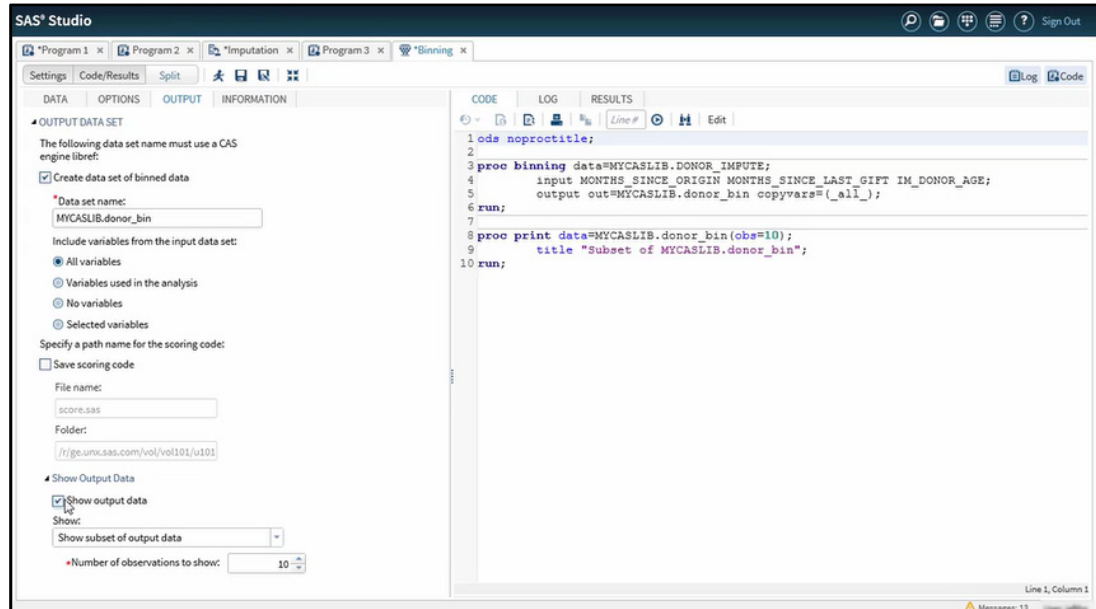 SAS® Studio
Sign Out
*Program 1 × Program 2 × *Imputation × Program 3 × *Binning ×
Settings Code/Results Split
Log Code
DATA OPTIONS OUTPUT INFORMATION
OUTPUT DATA SET
The following data set name must use a CAS
engine libref:
Create data set of binned data
*Data set name:
MYCASLIB.donor_bin
Include variables from the input data set:
All variables
Variables used in the analysis
No variables
Selected variables
Specify a path name for the scoring code:
Save scoring code
File name:
score.sas
Folder:
/r/ge.unx.sas.com/vol/vol101/u101
Show Output Data
Show output data
Show:
Show subset of output data
*Number of observations to show: 10
CODE LOG RESULTS
Line # Edit
1 ods noproctitle;
2
3 proc binning data=MYCASLIB.DONOR_IMPUTE;
4 input MONTHS_SINCE_ORIGIN MONTHS_SINCE_LAST_GIFT IM_DONOR_AGE;
5 output out=MYCASLIB.donor_bin copyvars=(_all_);
6 run;
7
8 proc print data=MYCASLIB.donor_bin(obs=10);
9 title "Subset of MYCASLIB.donor_bin";
10 run;
Line 1, Column 1
Messages: 13